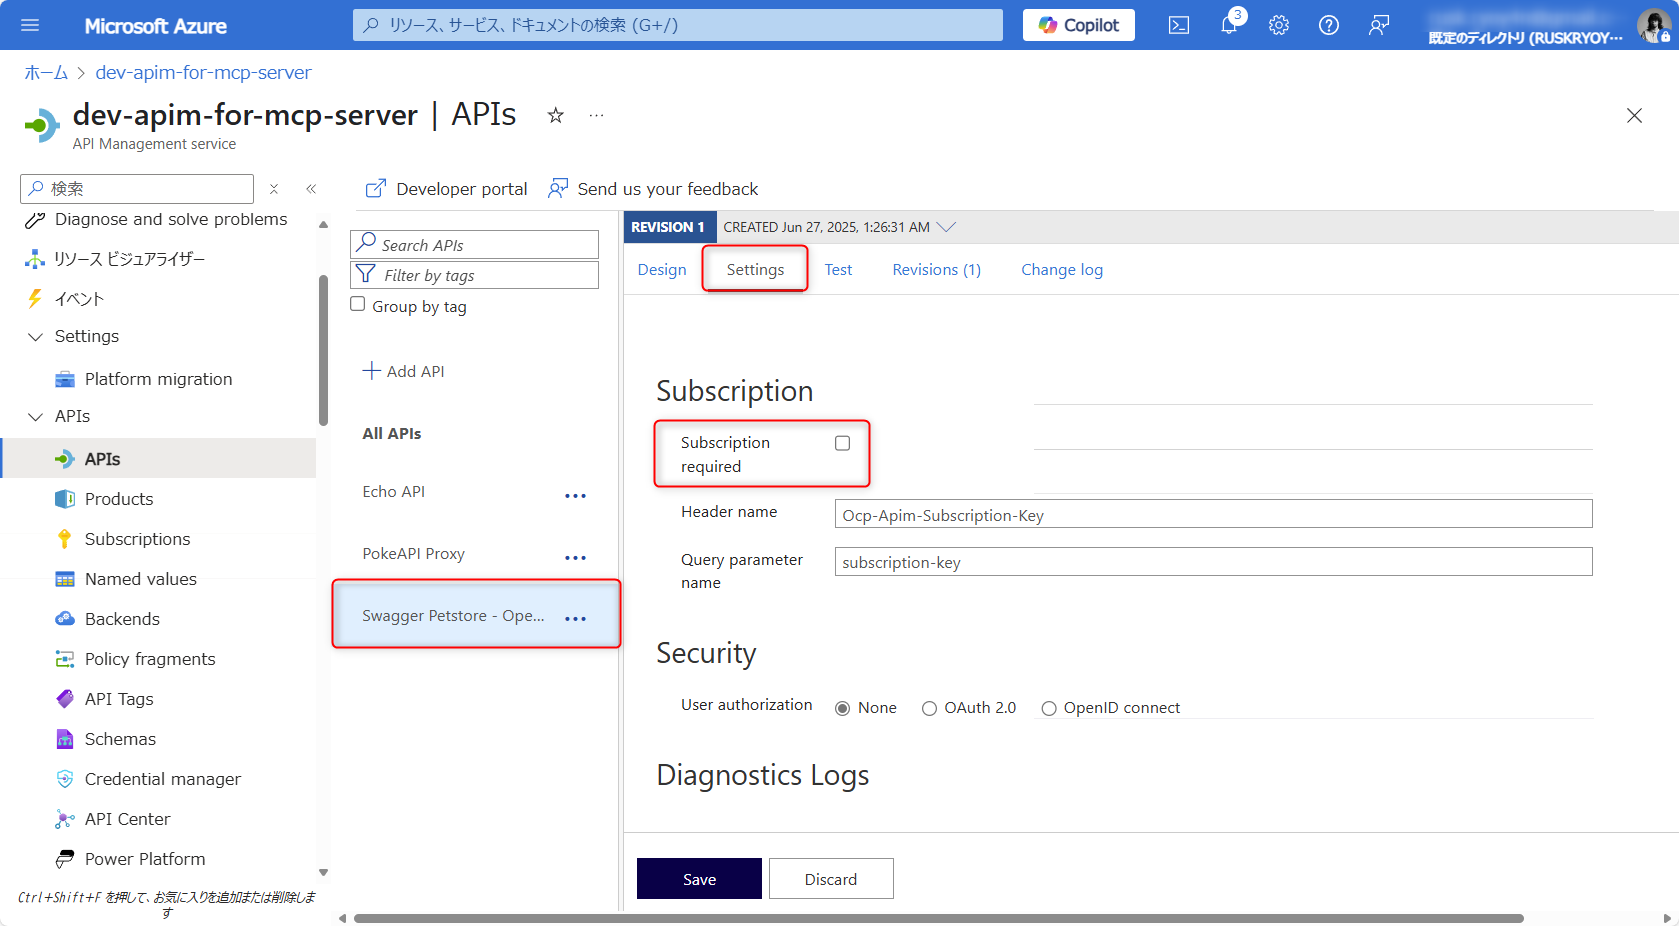 Microsoft Azure
リソース、サービス、ドキュメントの検索 (G+/)
Copilot
3
既定のディレクトリ (RUSKRYOY…
ホーム > dev-apim-for-mcp-server
dev-apim-for-mcp-server | APIs
API Management service
検索
Diagnose and solve problems
リソース ビジュアライザー
イベント
Settings
Platform migration
APIs
APIs
Products
Subscriptions
Named values
Backends
Policy fragments
API Tags
Schemas
Credential manager
API Center
Power Platform
Ctrl+Shift+F を押して、お気に入りを追加または削除しま
す
Developer portal
Send us your feedback
Search APIs
Filter by tags
Group by tag
Add API
All APIs
Echo API
PokeAPI Proxy
Swagger Petstore - Ope...
REVISION 1
CREATED Jun 27, 2025, 1:26:31 AM
Design
Settings
Test
Revisions (1)
Change log
Subscription
Subscription
required
Header name
Ocp-Apim-Subscription-Key
Query parameter
name
subscription-key
Security
User authorization
None
OAuth 2.0
OpenID connect
Diagnostics Logs
Save
Discard